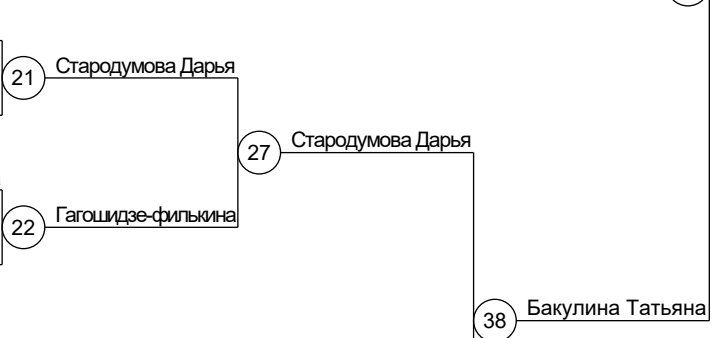 21 Стародумова Дарья
27 Стародумова Дарья
22 Гагошидзе-филькина
38 Бакулина Татьяна